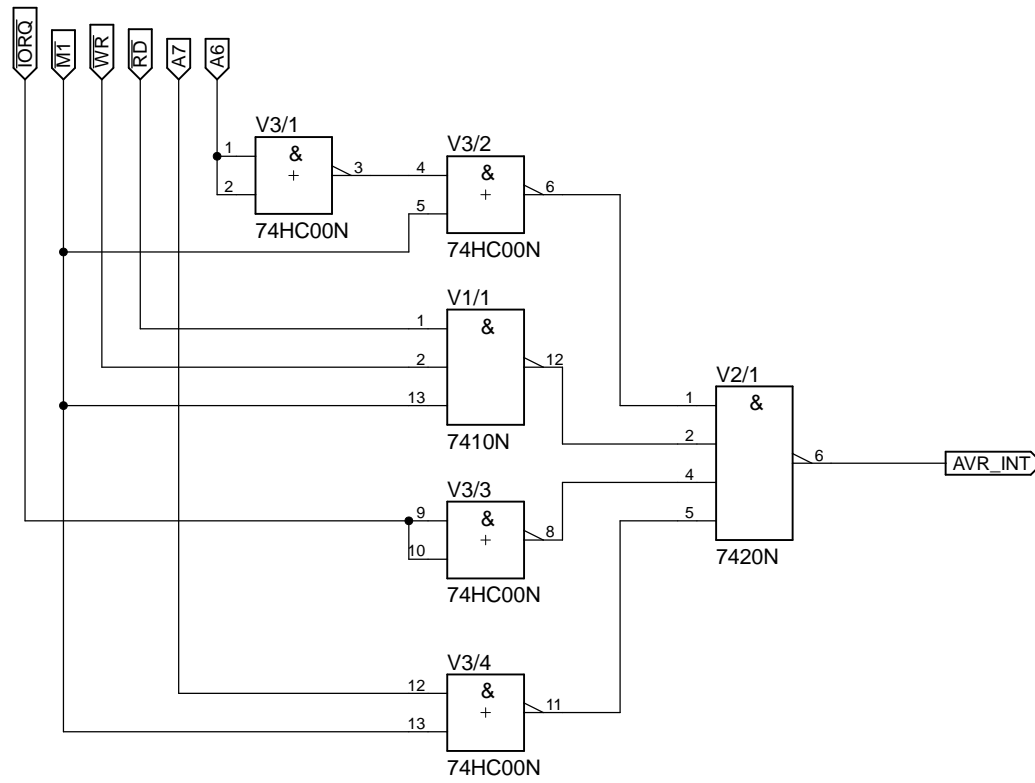 IORQ
M1
WR
RD
A7
A6
V3/1
1
&
+
2
3
74HC00N
V3/2
4
&
+
5
6
74HC00N
V1/1
1
&
2
12
13
7410N
V2/1
1
&
2
6
4
5
7420N
AVR_INT
V3/3
9
&
+
10
8
74HC00N
V3/4
12
&
+
13
11
74HC00N